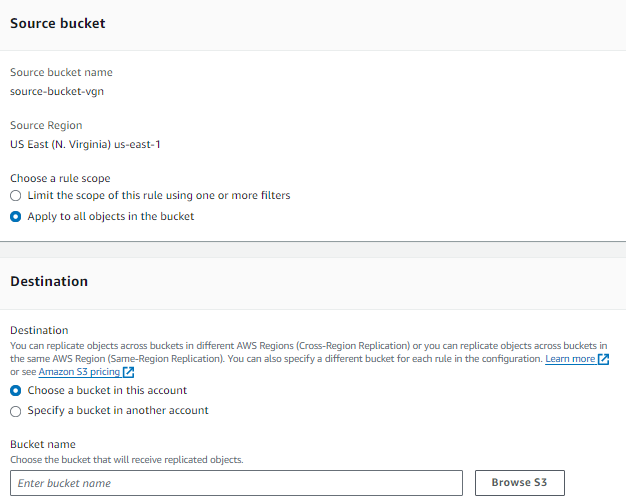 Source bucket
Source bucket name
source-bucket-vgn
Source Region
US East (N. Virginia) us-east-1
Choose a rule scope
Limit the scope of this rule using one or more filters
Apply to all objects in the bucket
Destination
Destination
You can replicate objects across buckets in different AWS Regions (Cross-Region Replication) or you can replicate objects across buckets in
the same AWS Region (Same-Region Replication). You can also specify a different bucket for each rule in the configuration. Learn more
or see Amazon S3 pricing
Choose a bucket in this account
Specify a bucket in another account
Bucket name
Choose the bucket that will receive replicated objects.
Enter bucket name
Browse S3